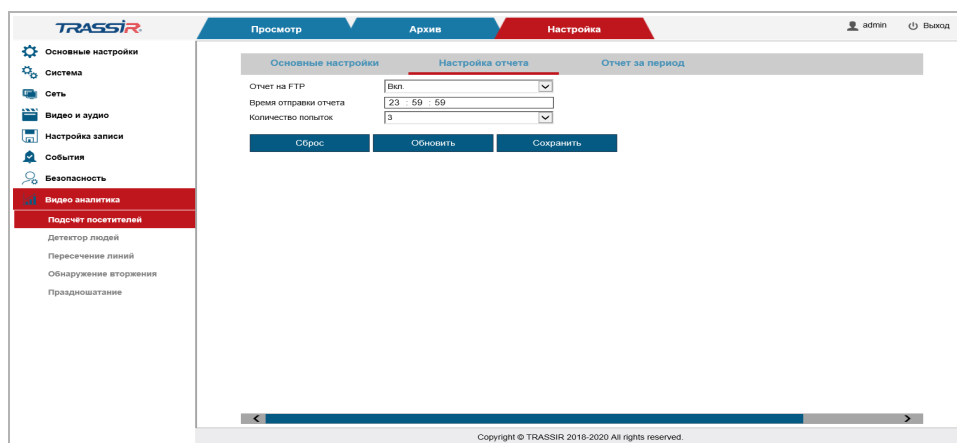 TRASSIR
Просмотр
Архив
Настройка
admin
Выход
Основные настройки
Система
Сеть
Видео и аудио
Настройка записи
События
Безопасность
Видео аналитика
Подсчёт посетителей
Детектор людей
Пересечение линий
Обнаружение вторжения
Праздношатание
Основные настройки
Настройка отчета
Отчет за период
Отчет на FTP
Вкл.
Время отправки отчета
23 : 59 : 59
Количество попыток
3
Сброс
Обновить
Сохранить
Copyright © TRASSIR 2018-2020 All rights reserved.